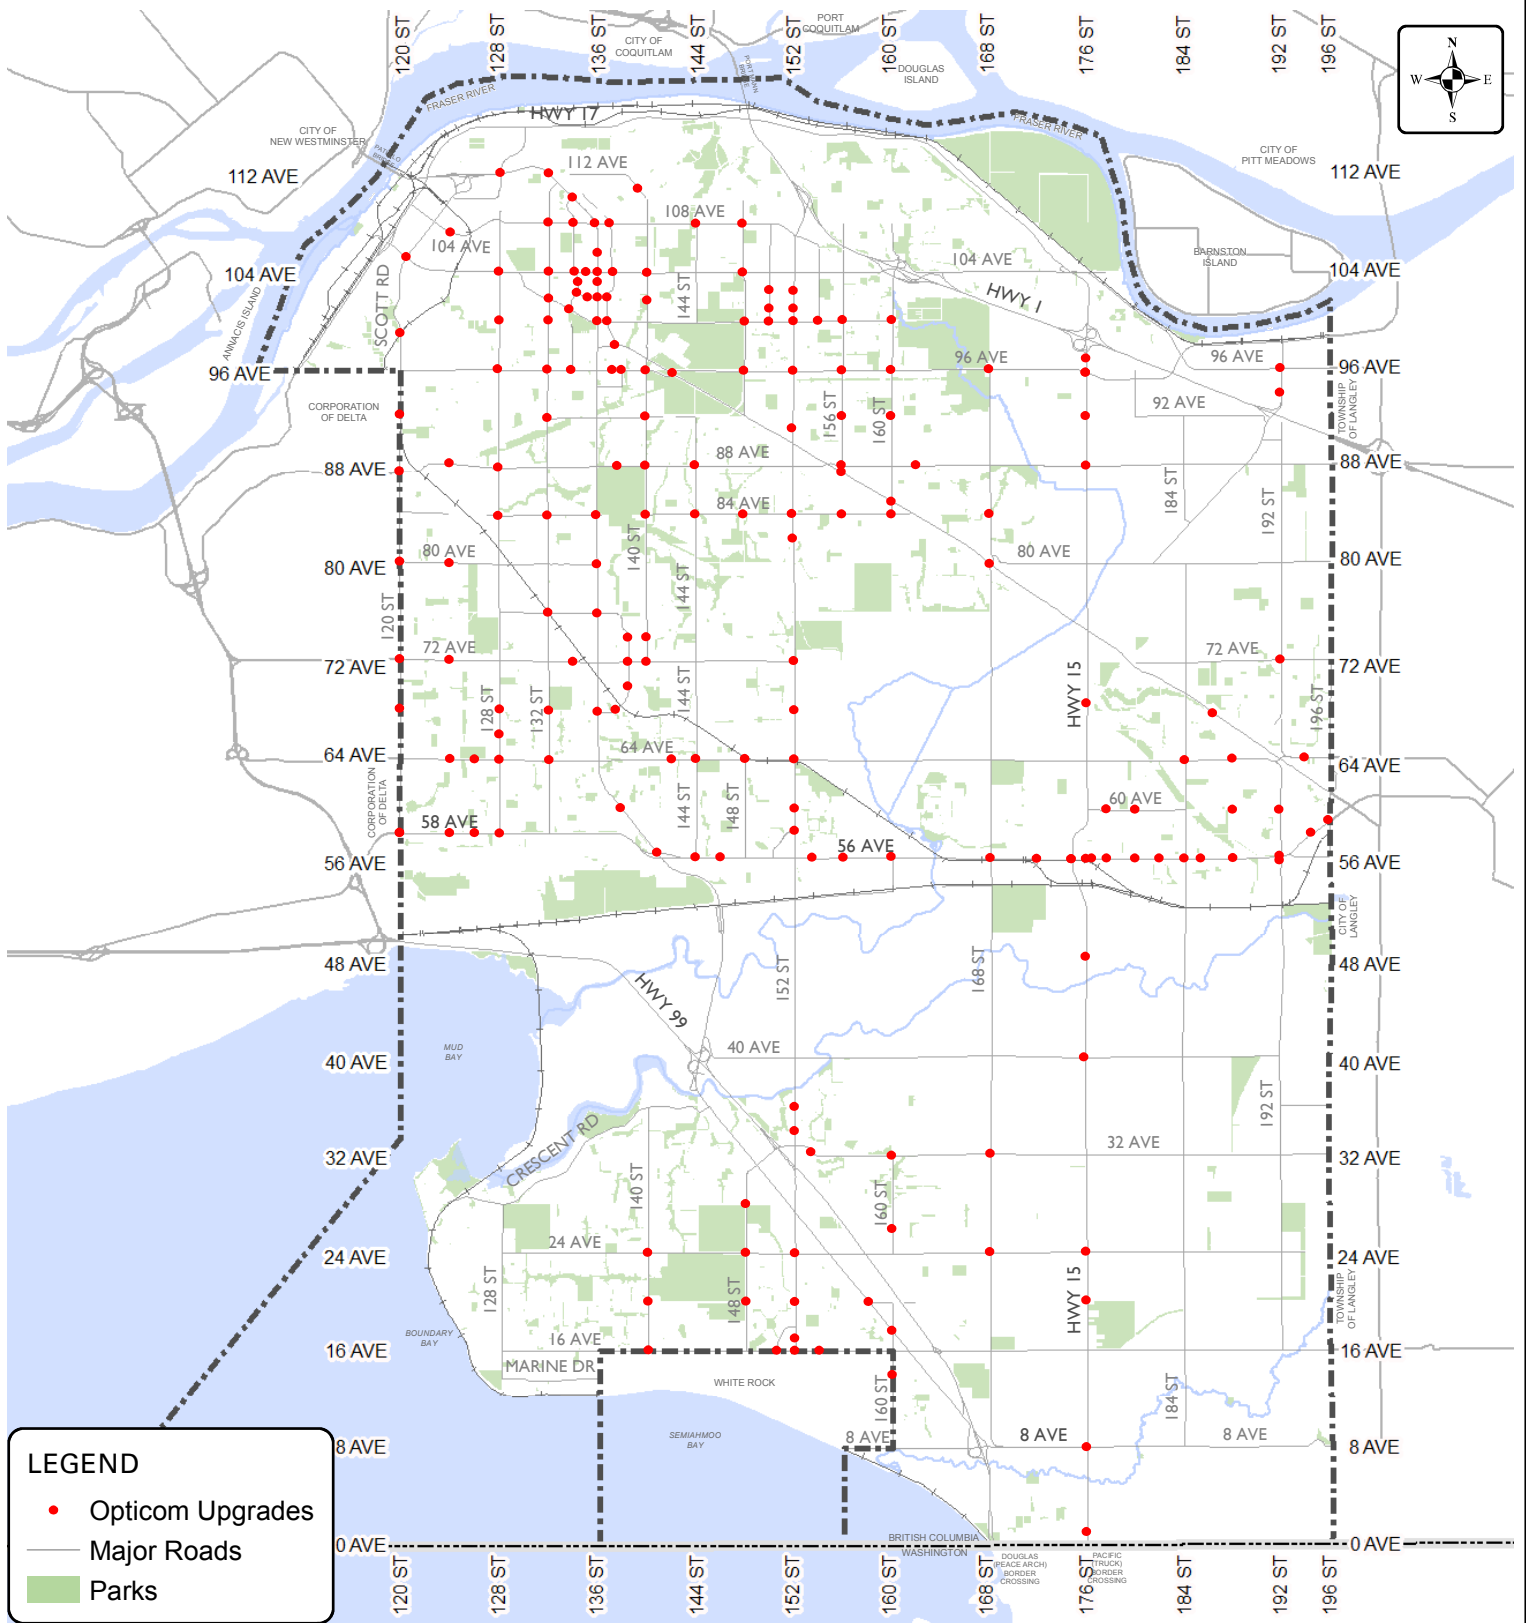 120 ST
128 ST
136 ST
144 ST
152 ST
160 ST
168 ST
176 ST
184 ST
192 ST
196 ST
N
W
E
S
CITY OF
COQUITLAM
PORT
COQUITLAM
DOUGLAS
ISLAND
FRASER RIVER
HWY 17
FRASER RIVER
CITY OF
NEW WESTMINSTER
CITY OF
PITT MEADOWS
112 AVE
112 AVE
112 AVE
108 AVE
104 AVE
104 AVE
104 AVE
104 AVE
BARNSTON
ISLAND
ANNACIS ISLAND
SCOTT RD
144 ST
HWY 1
96 AVE
96 AVE
96 AVE
96 AVE
CORPORATION
OF DELTA
156 ST
160 ST
92 AVE
TOWNSHIP
OF LANGLEY
88 AVE
88 AVE
88 AVE
84 AVE
184 ST
192 ST
140 ST
80 AVE
80 AVE
80 AVE
80 AVE
144 ST
120 ST
72 AVE
72 AVE
72 AVE
72 AVE
128 ST
132 ST
144 ST
HWY 15
196 ST
64 AVE
64 AVE
64 AVE
CORPORATION
OF DELTA
58 AVE
144 ST
148 ST
60 AVE
56 AVE
56 AVE
56 AVE
CITY OF
LANGLEY
48 AVE
152 ST
168 ST
48 AVE
HWY 99
MUD
BAY
40 AVE
40 AVE
40 AVE
192 ST
CRESCENT RD
32 AVE
32 AVE
32 AVE
140 ST
160 ST
24 AVE
24 AVE
24 AVE
128 ST
148 ST
HWY 15
TOWNSHIP
OF LANGLEY
BOUNDARY
BAY
16 AVE
16 AVE
16 AVE
MARINE DR
WHITE ROCK
160 ST
184 ST
SEMIAHMOO
BAY
8 AVE
8 AVE
8 AVE
8 AVE
8 AVE
LEGEND
Opticom Upgrades
Major Roads
Parks
0 AVE
BRITISH COLUMBIA
WASHINGTON
0 AVE
DOUGLAS
(PEACE ARCH)
BORDER
CROSSING
PACIFIC
(TRUCK)
BORDER
CROSSING
120 ST
128 ST
136 ST
144 ST
152 ST
160 ST
168 ST
176 ST
184 ST
192 ST
196 ST